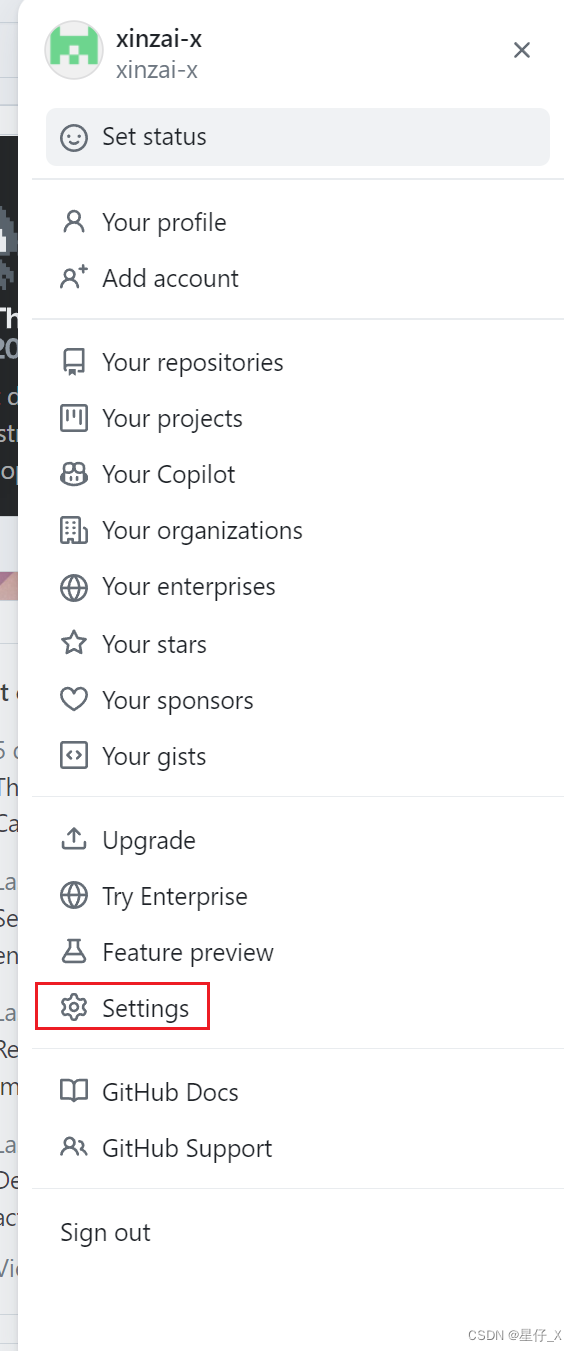 xinzai-x
xinzai-x
Set status
Your profile
Add account
Your repositories
Your projects
Your Copilot
Your organizations
Your enterprises
Your stars
Your sponsors
Your gists
Upgrade
Try Enterprise
Feature preview
Settings
GitHub Docs
GitHub Support
Sign out
CSDN @星仔_X